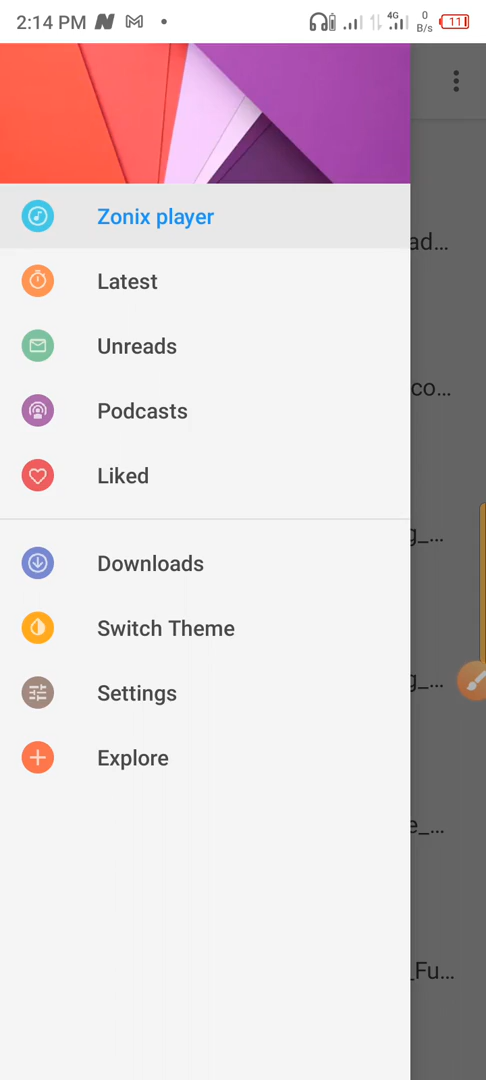 2:14 PM
4G
0
B/s
11
Zonix player
ad...
Latest
Unreads
co...
Podcasts
Liked
g_...
Downloads
Switch Theme
g_...
Settings
Explore
e_...
_Fu...